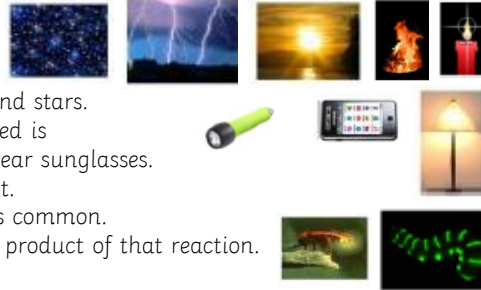 nd stars.
ed is
ear sunglasses.
t.
s common.
product of that reaction.